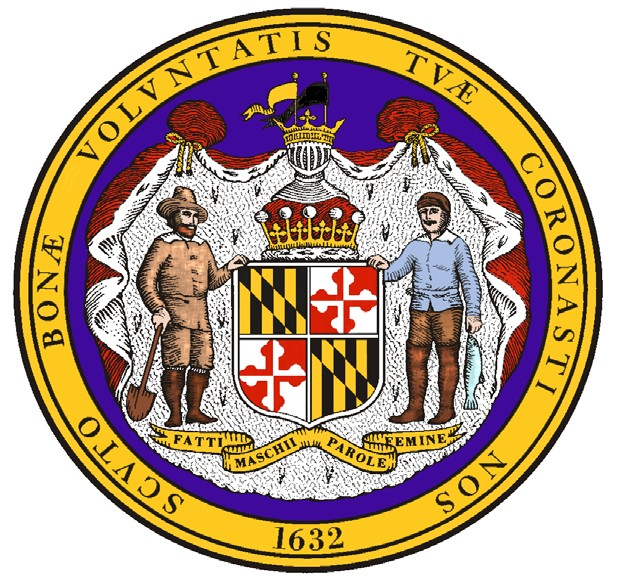 SCVTO BONÆ VOLVNTATIS TVÆ CORONASTI NOS
FATTI MASCHII PAROLE FEMINE
1632